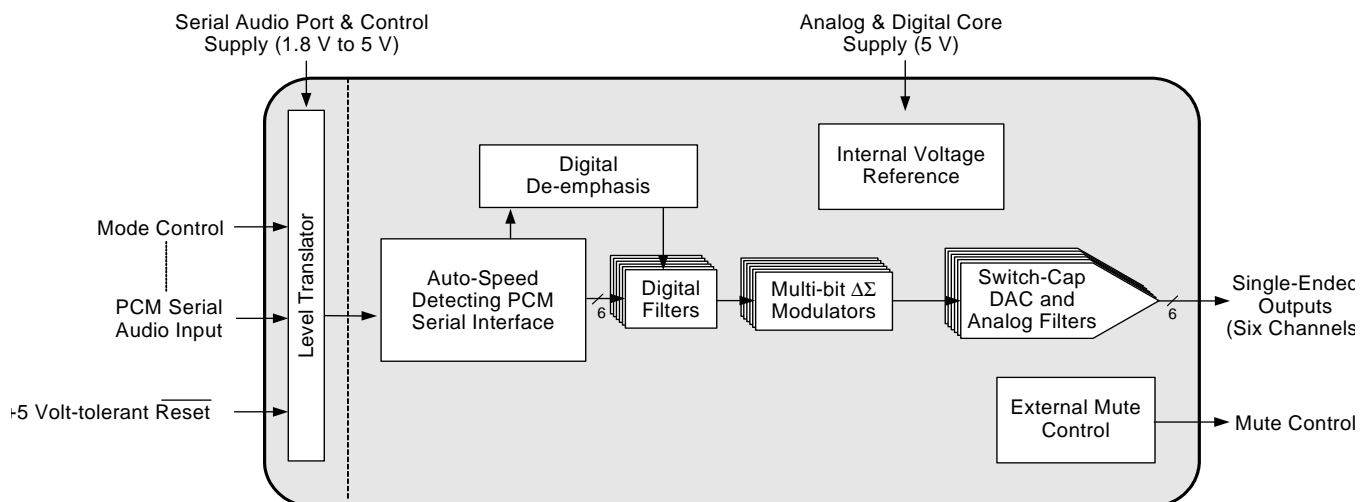 Serial Audio Port & Control
Supply (1.8 V to 5 V)
Analog & Digital Core
Supply (5 V)
Internal Voltage
Reference
Digital
De-emphasis
Mode Control
Level Translator
Auto-Speed
Detecting PCM
Serial Interface
6
Digital
Filters
Multi-bit ΔΣ
Modulators
Switch-Cap
DAC and
Analog Filters
6
Single-Ended
Outputs
(Six Channels
PCM Serial
Audio Input
+5 Volt-tolerant Reset
External Mute
Control
Mute Control